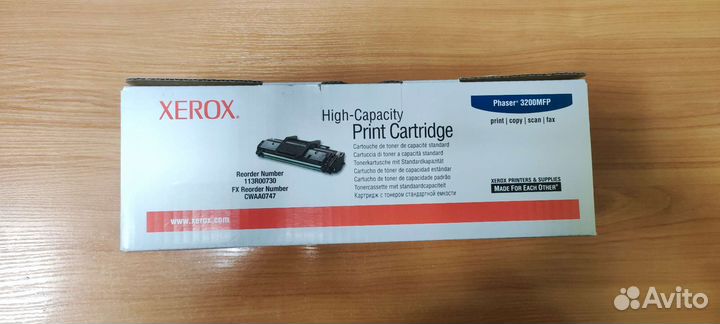 XEROX®
High-Capacity
Print Cartridge
Cartouche de toner de capacité standard
Cartuccia di toner a capacità standard
Tonerkartusche mit Standardkapazität
Cartucho de tóner de capacidad estándar
Cartucho de toner de capacidade padrão
Tonercassette met standaardcapaciteit
Картридж с тонером стандартной емкости
Reorder Number
113R00730
FX Reorder Number
CWAA0747
www.xerox.com
Phaser® 3200MFP
print | copy | scan | fax
XEROX PRINTERS & SUPPLIES
MADE FOR EACH OTHER®
Avito